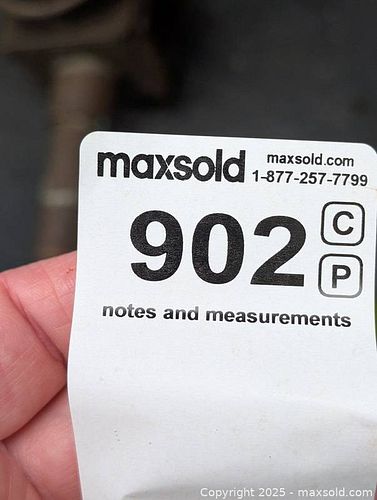 maxsold
maxsold.com
1-877-257-7799
902
C
P
notes and measurements
Copyright © 2025 - maxsold.com